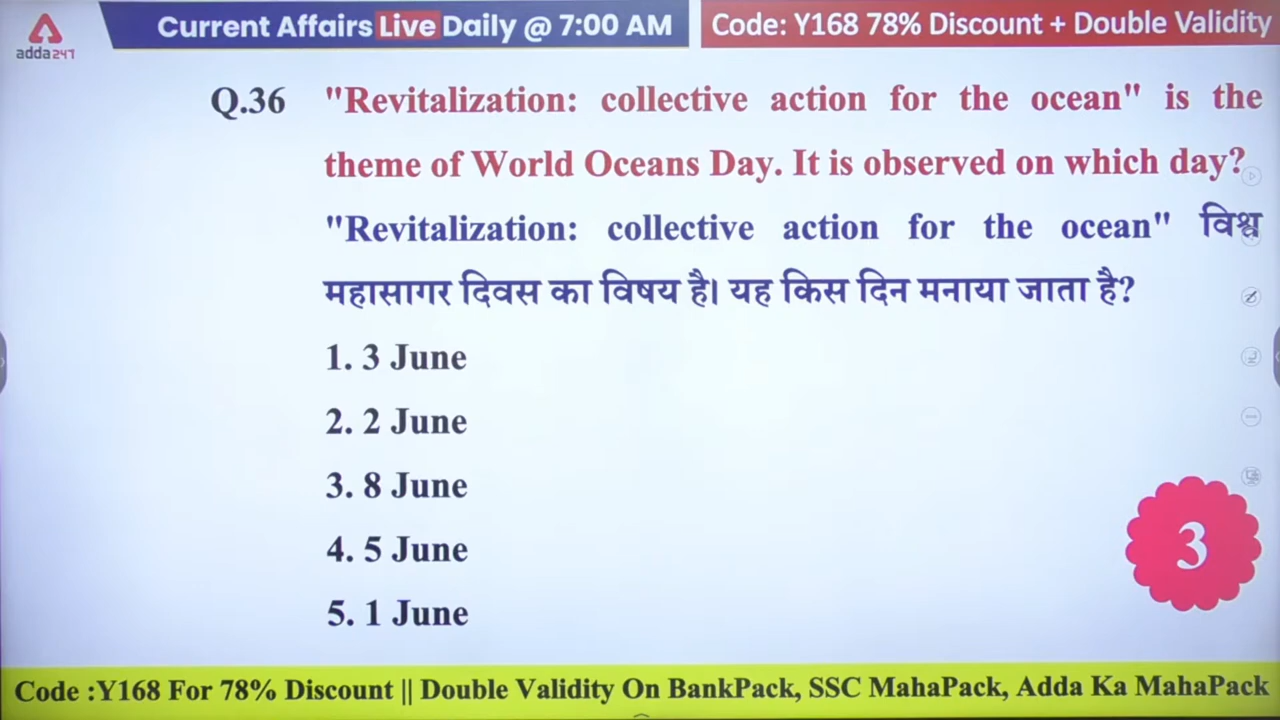 Current Affairs Live Daily @ 7:00 AM
Code: Y168 78% Discount + Double Validity
adda247
Q.36 "Revitalization: collective action for the ocean" is the
theme of World Oceans Day. It is observed on which day?
"Revitalization: collective action for the ocean" विश्व
महासागर दिवस का विषय है। यह किस दिन मनाया जाता है?
1. 3 June
2. 2 June
3. 8 June
4. 5 June
5. 1 June
3
Code :Y168 For 78% Discount || Double Validity On BankPack, SSC MahaPack, Adda Ka MahaPack